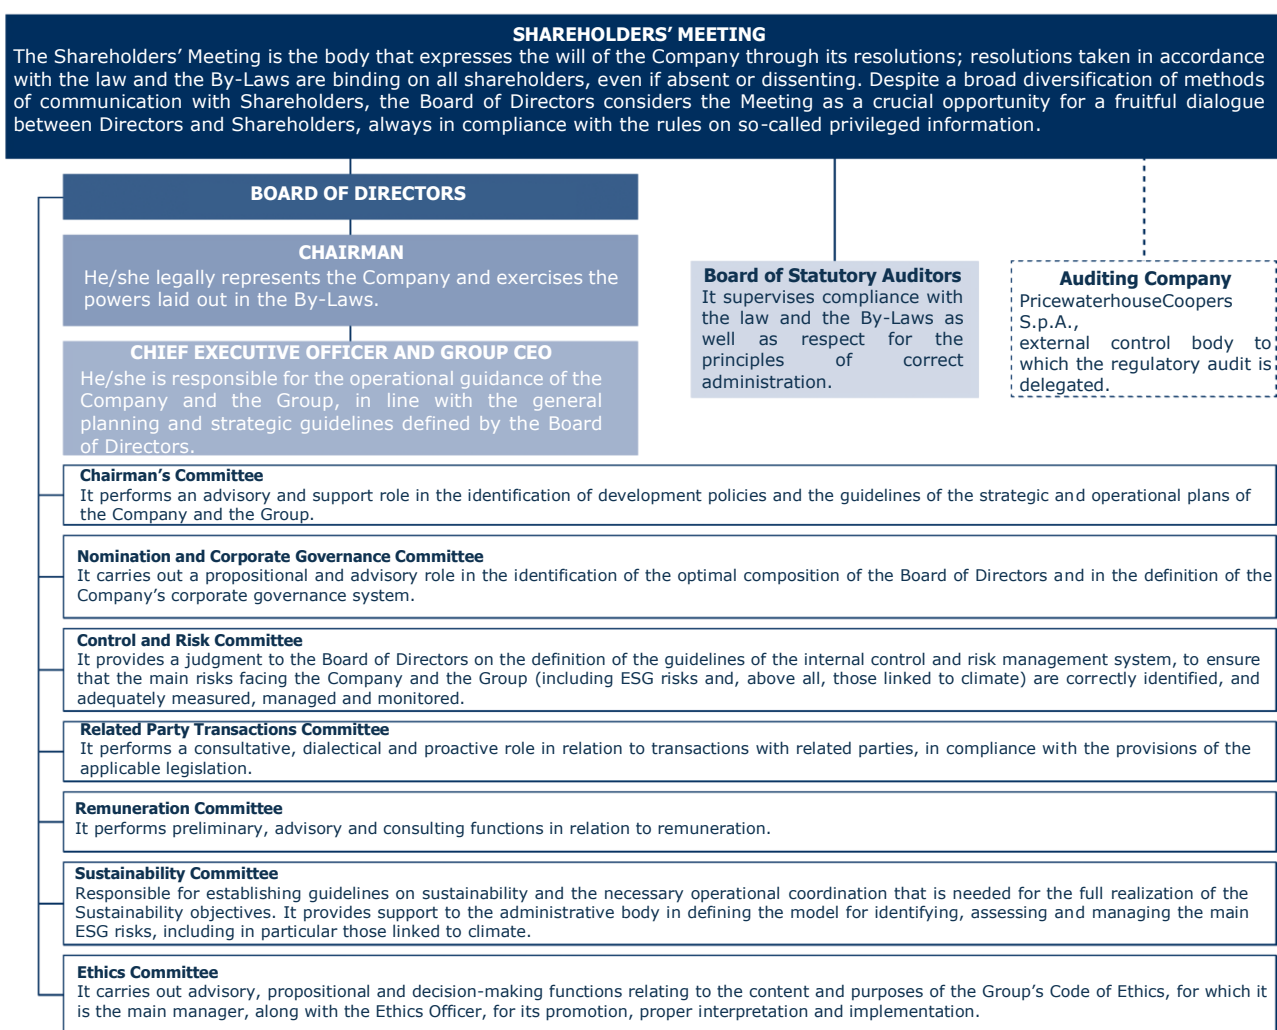 SHAREHOLDERS’ MEETING
The Shareholders’ Meeting is the body that expresses the will of the Company through its resolutions; resolutions taken in accordance
with the law and the By-Laws are binding on all shareholders, even if absent or dissenting. Despite a broad diversification of methods
of communication with Shareholders, the Board of Directors considers the Meeting as a crucial opportunity for a fruitful dialogue
between Directors and Shareholders, always in compliance with the rules on so-called privileged information.
BOARD OF DIRECTORS
CHAIRMAN
He/she legally represents the Company and exercises the
powers laid out in the By-Laws.
CHIEF EXECUTIVE OFFICER AND GROUP CEO
He/she is responsible for the operational guidance of the
Company and the Group, in line with the general
planning and strategic guidelines defined by the Board
of Directors.
Board of Statutory Auditors
It supervises compliance with
the law and the By-Laws as
well as respect for the
principles of correct
administration.
Auditing Company
PricewaterhouseCoopers
S.p.A.,
external control body to
which the regulatory audit is
delegated.
Chairman’s Committee
It performs an advisory and support role in the identification of development policies and the guidelines of the strategic and operational plans of
the Company and the Group.
Nomination and Corporate Governance Committee
It carries out a propositional and advisory role in the identification of the optimal composition of the Board of Directors and in the definition of the
Company’s corporate governance system.
Control and Risk Committee
It provides a judgment to the Board of Directors on the definition of the guidelines of the internal control and risk management system, to ensure
that the main risks facing the Company and the Group (including ESG risks and, above all, those linked to climate) are correctly identified, and
adequately measured, managed and monitored.
Related Party Transactions Committee
It performs a consultative, dialectical and proactive role in relation to transactions with related parties, in compliance with the provisions of the
applicable legislation.
Remuneration Committee
It performs preliminary, advisory and consulting functions in relation to remuneration.
Sustainability Committee
Responsible for establishing guidelines on sustainability and the necessary operational coordination that is needed for the full realization of the
Sustainability objectives. It provides support to the administrative body in defining the model for identifying, assessing and managing the main
ESG risks, including in particular those linked to climate.
Ethics Committee
It carries out advisory, propositional and decision-making functions relating to the content and purposes of the Group’s Code of Ethics, for which it
is the main manager, along with the Ethics Officer, for its promotion, proper interpretation and implementation.